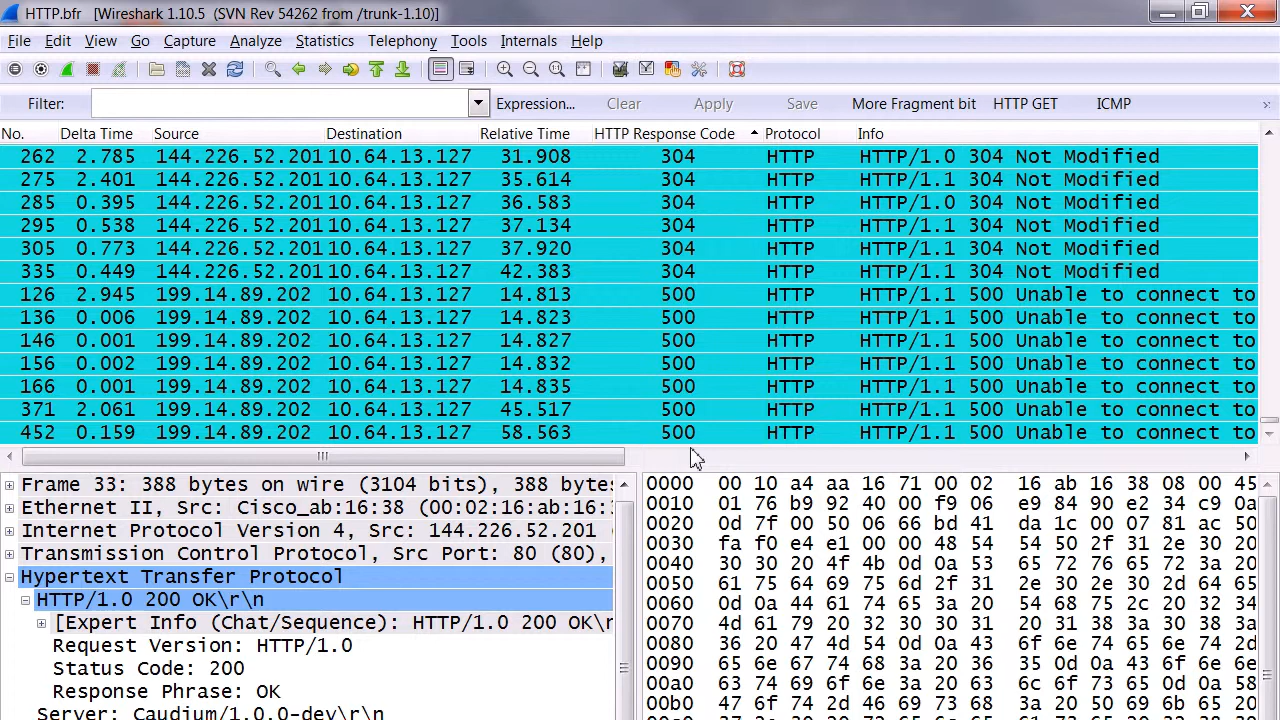 HTTP.bfr [Wireshark 1.10.5 (SVN Rev 54262 from /trunk-1.10)]
File Edit View Go Capture Analyze Statistics Telephony Tools Internals Help
Filter: Expression... Clear Apply Save More Fragment bit HTTP GET ICMP
No. Delta Time Source Destination Relative Time HTTP Response Code Protocol Info
262 2.785 144.226.52.201 10.64.13.127 31.908 304 HTTP HTTP/1.0 304 Not Modified
275 2.401 144.226.52.201 10.64.13.127 35.614 304 HTTP HTTP/1.1 304 Not Modified
285 0.395 144.226.52.201 10.64.13.127 36.583 304 HTTP HTTP/1.0 304 Not Modified
295 0.538 144.226.52.201 10.64.13.127 37.134 304 HTTP HTTP/1.1 304 Not Modified
305 0.773 144.226.52.201 10.64.13.127 37.920 304 HTTP HTTP/1.1 304 Not Modified
335 0.449 144.226.52.201 10.64.13.127 42.383 304 HTTP HTTP/1.1 304 Not Modified
126 2.945 199.14.89.202 10.64.13.127 14.813 500 HTTP HTTP/1.1 500 Unable to connect to
136 0.006 199.14.89.202 10.64.13.127 14.823 500 HTTP HTTP/1.1 500 Unable to connect to
146 0.001 199.14.89.202 10.64.13.127 14.827 500 HTTP HTTP/1.1 500 Unable to connect to
156 0.002 199.14.89.202 10.64.13.127 14.832 500 HTTP HTTP/1.1 500 Unable to connect to
166 0.001 199.14.89.202 10.64.13.127 14.835 500 HTTP HTTP/1.1 500 Unable to connect to
371 2.061 199.14.89.202 10.64.13.127 45.517 500 HTTP HTTP/1.1 500 Unable to connect to
452 0.159 199.14.89.202 10.64.13.127 58.563 500 HTTP HTTP/1.1 500 Unable to connect to
Frame 33: 388 bytes on wire (3104 bits), 388 bytes
Ethernet II, Src: Cisco_ab:16:38 (00:02:16:ab:16:
Internet Protocol Version 4, Src: 144.226.52.201 (
Transmission Control Protocol, Src Port: 80 (80),
Hypertext Transfer Protocol
HTTP/1.0 200 OK\r\n
[Expert Info (Chat/Sequence): HTTP/1.0 200 OK\r
Request Version: HTTP/1.0
Status Code: 200
Response Phrase: OK
Server: Caudium/1.0.0-dev\r\n
0000 00 10 a4 aa 16 71 00 02 16 ab 16 38 08 00 45
0010 01 76 b9 92 40 00 f9 06 e9 84 90 e2 34 c9 0a
0020 0d 7f 00 50 06 66 bd 41 da 1c 00 07 81 ac 50
0030 fa f0 e4 e1 00 00 48 54 54 50 2f 31 2e 30 20
0040 30 30 20 4f 4b 0d 0a 53 65 72 76 65 72 3a 20
0050 61 75 64 69 75 6d 2f 31 2e 30 2e 30 2d 64 65
0060 0d 0a 44 61 74 65 3a 20 54 68 75 2c 20 32 34
0070 4d 61 79 20 32 30 30 31 20 31 38 3a 30 38 3a
0080 36 20 47 4d 54 0d 0a 43 6f 6e 74 65 6e 74 2d
0090 65 6e 67 74 68 3a 20 36 35 0d 0a 43 6f 6e 6e
00a0 63 74 69 6f 6e 3a 20 63 6c 6f 73 65 0d 0a 58
00b0 47 6f 74 2d 46 69 73 68 3a 20 50 69 6b 65 20